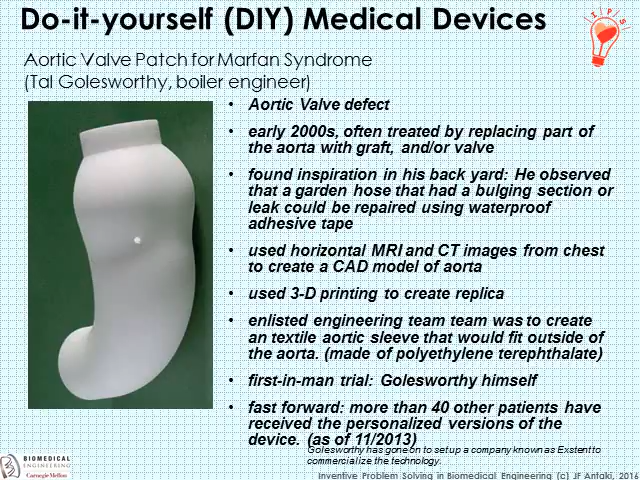 Do-it-yourself (DIY) Medical Devices
I P S
Aortic Valve Patch for Marfan Syndrome
(Tal Golesworthy, boiler engineer)
• Aortic Valve defect
• early 2000s, often treated by replacing part of
the aorta with graft, and/or valve
• found inspiration in his back yard: He observed
that a garden hose that had a bulging section or
leak could be repaired using waterproof
adhesive tape
• used horizontal MRI and CT images from chest
to create a CAD model of aorta
• used 3-D printing to create replica
• enlisted engineering team team was to create
an textile aortic sleeve that would fit outside of
the aorta. (made of polyethylene terephthalate)
• first-in-man trial: Golesworthy himself
• fast forward: more than 40 other patients have
received the personalized versions of the
device. (as of 11/2013)
Golesworthy has gone on to set up a company known as Exstent to
commercialize the technology.
BIOMEDICAL
ENGINEERING
Carnegie Mellon
Inventive Problem Solving in Biomedical Engineering (c) JF Antaki, 2016